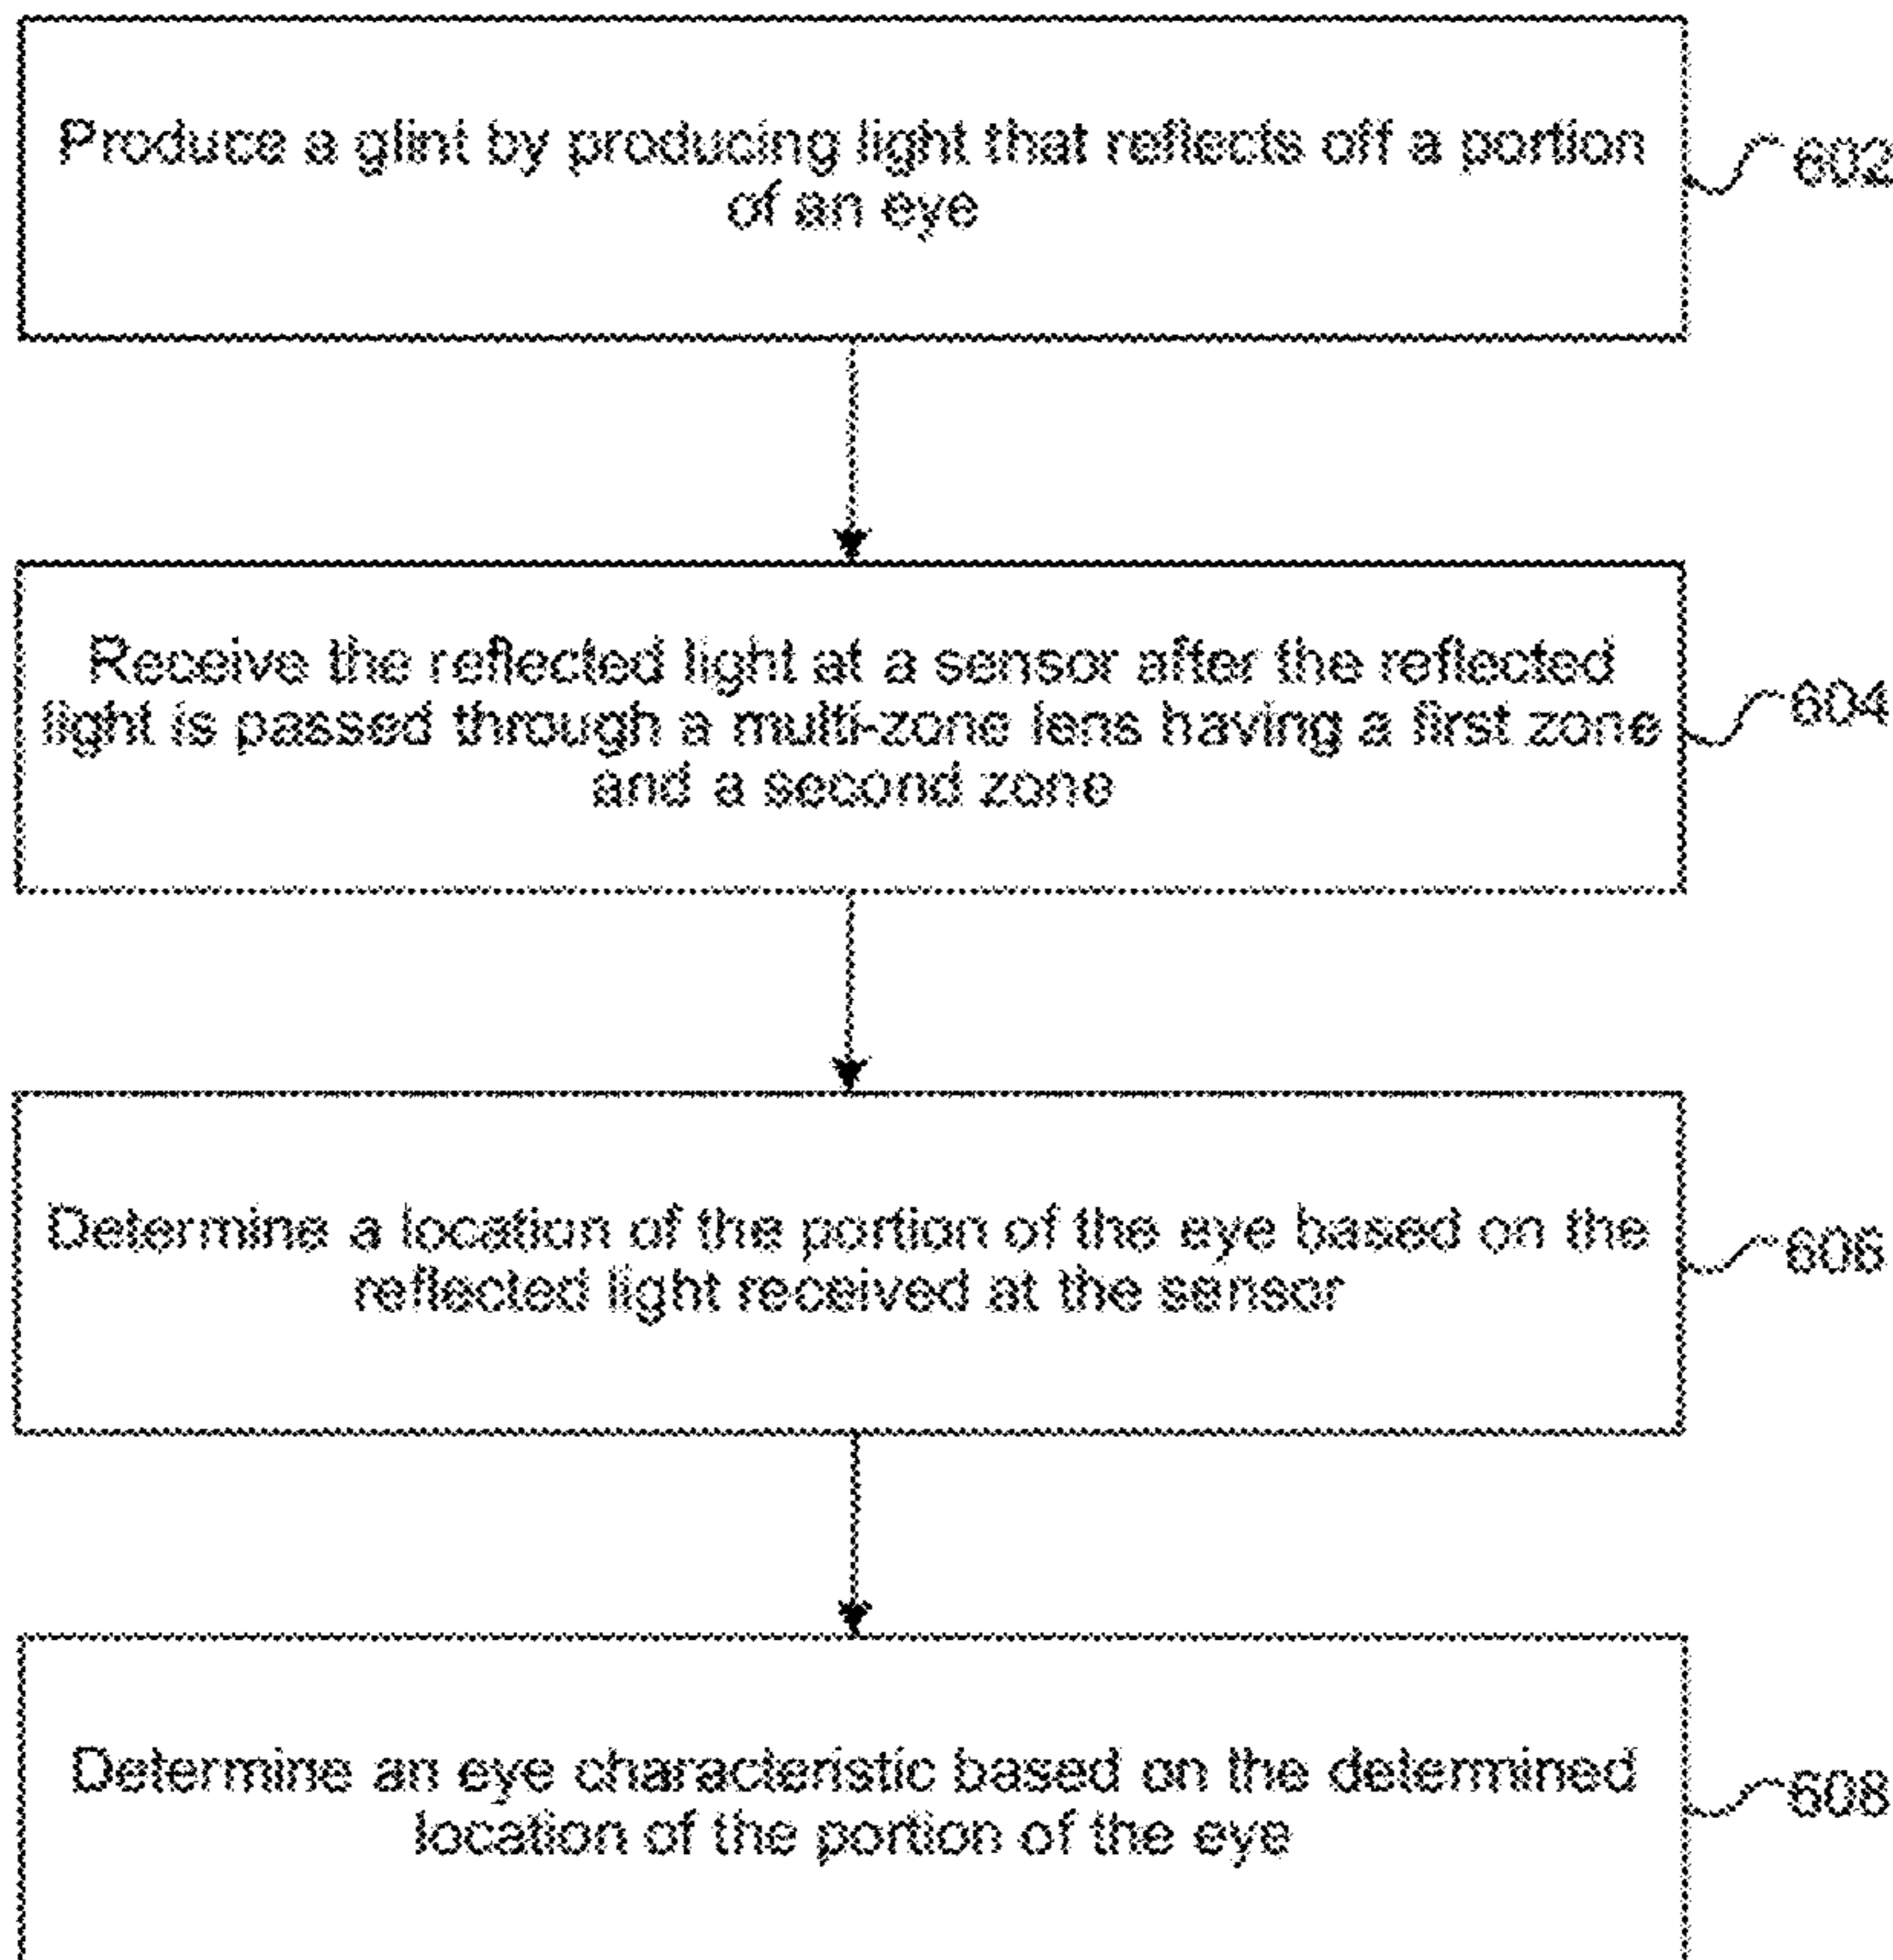 Produce a glint by producing light that reflects off a portion
of an eye
602
Receive the reflected light at a sensor after the reflected
light is passed through a multi-zone lens having a first zone
and a second zone
604
Determine a location of the portion of the eye based on the
reflected light received at the sensor
606
Determine an eye characteristic based on the determined
location of the portion of the eye
608